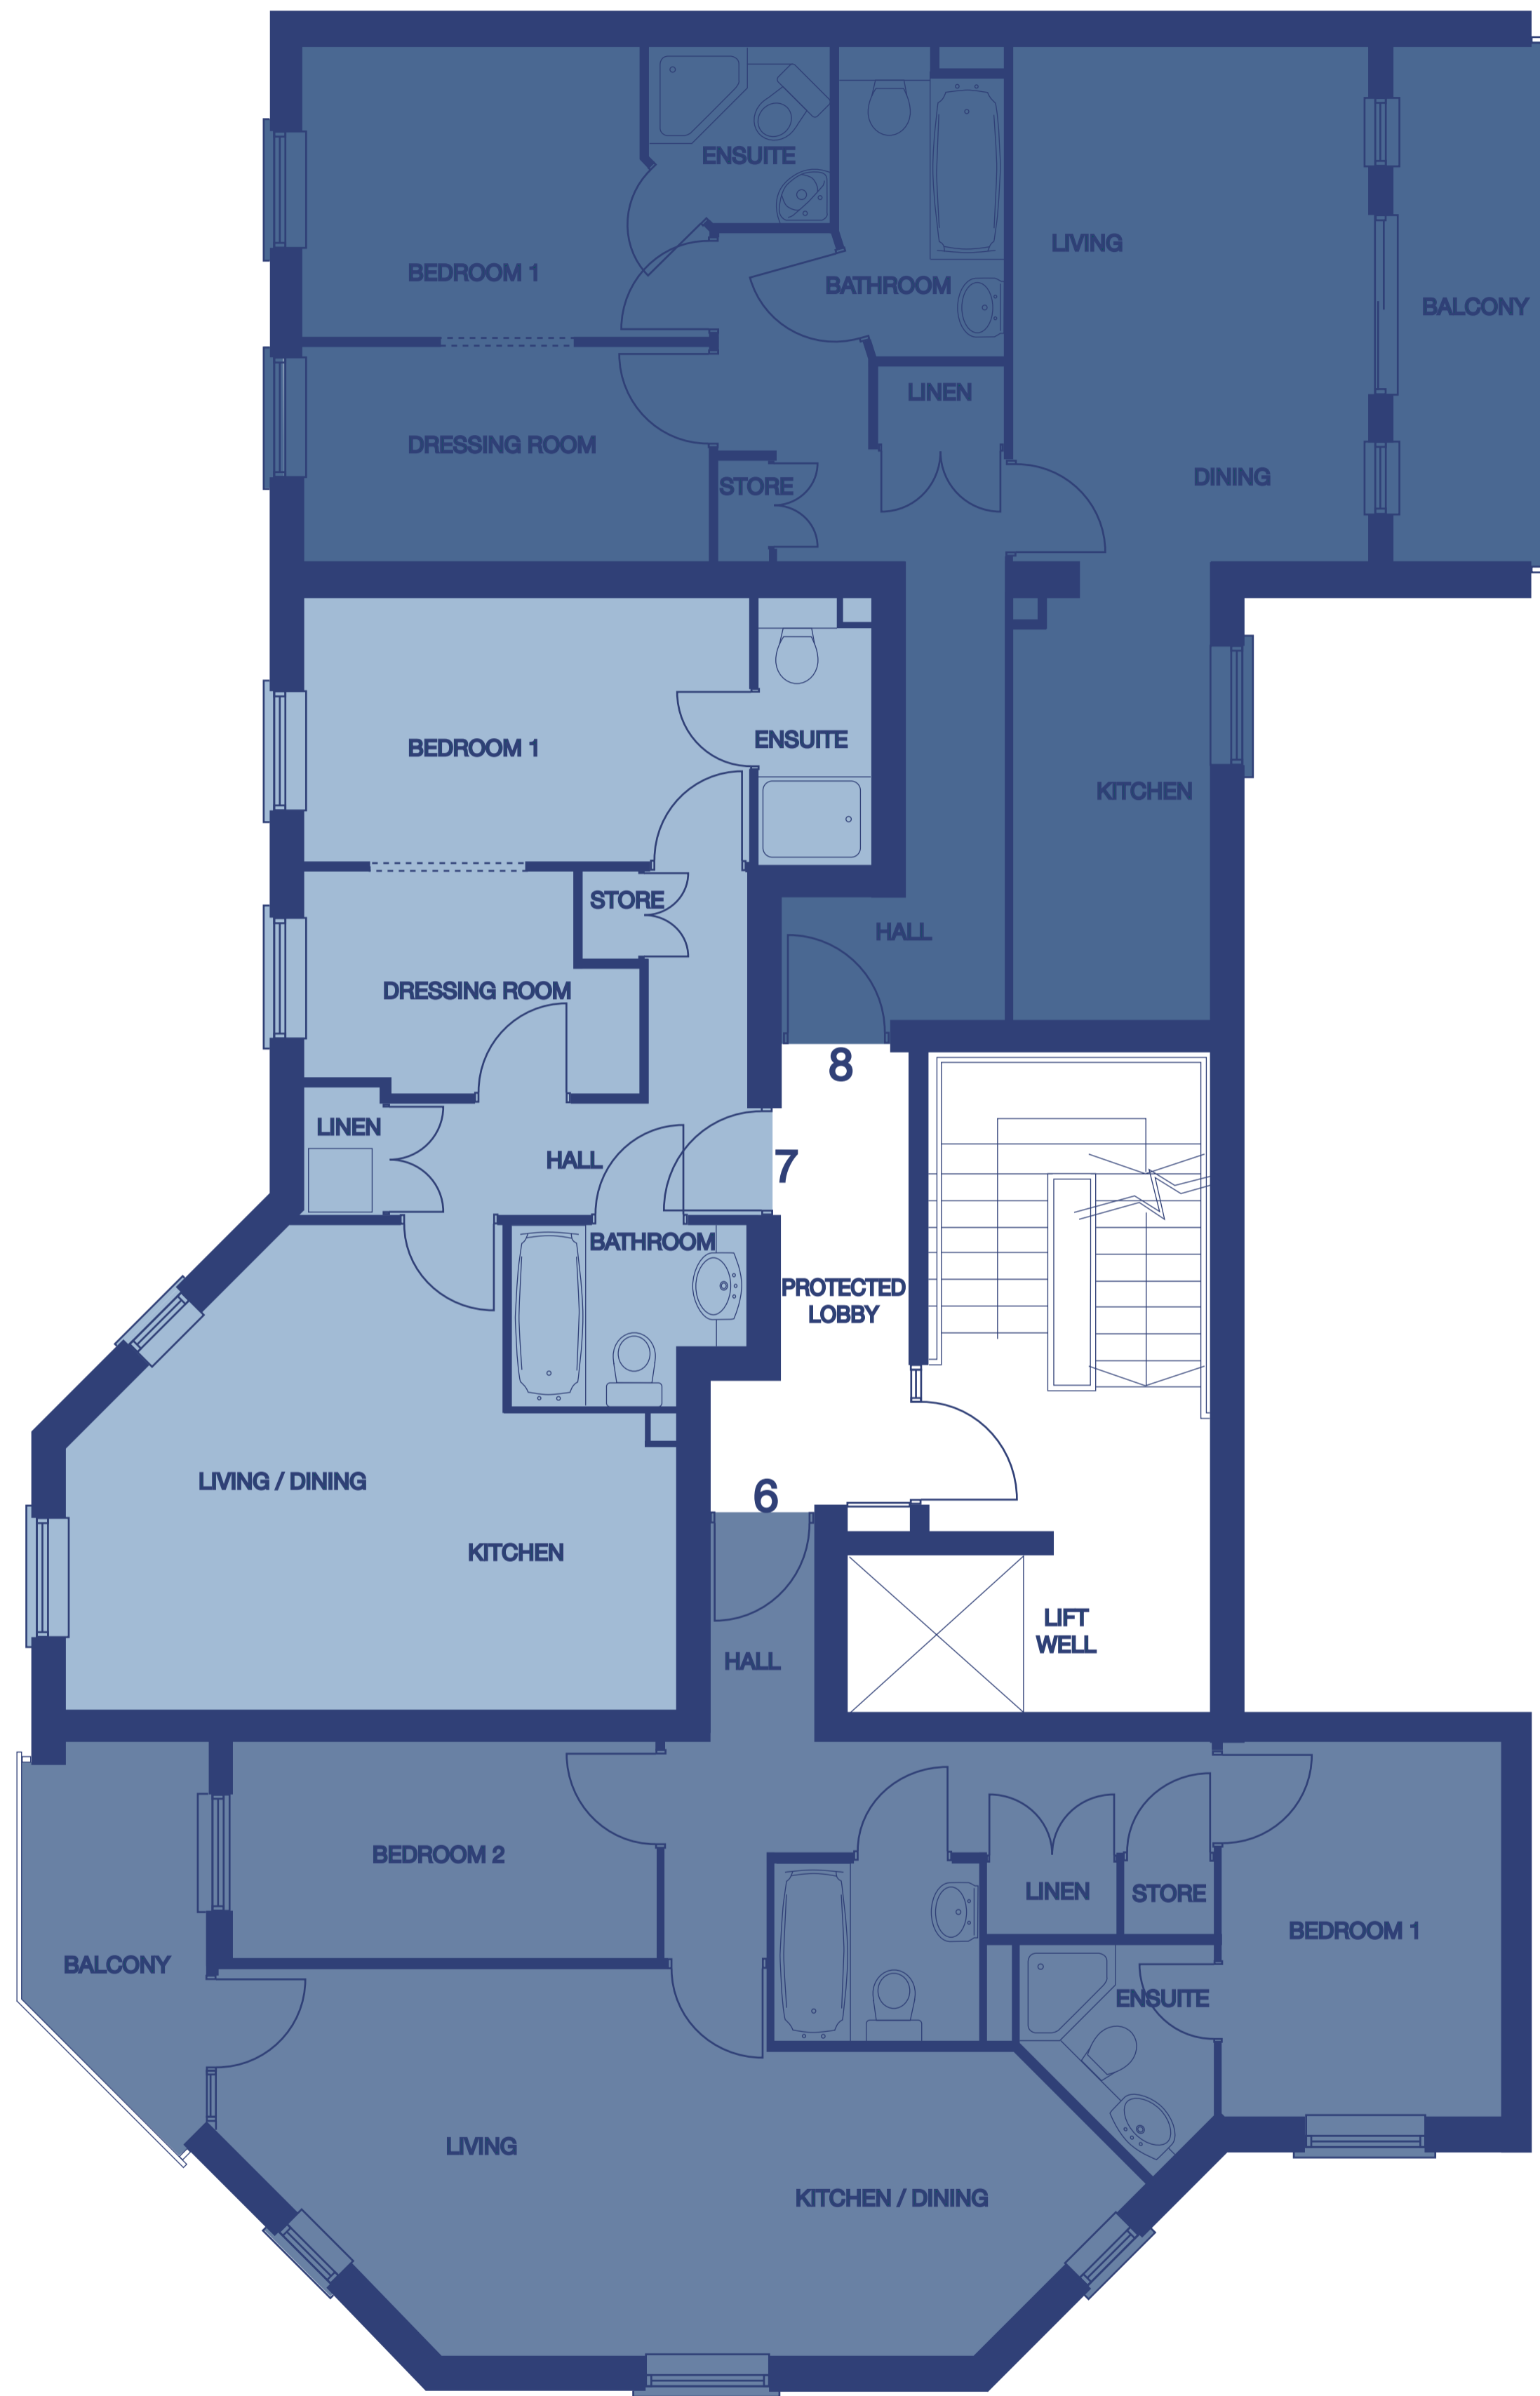 ENSUITE
LIVING
BEDROOM 1
BATHROOM
BALCONY
LINEN
DRESSING ROOM
DINING
STORE
BEDROOM 1
ENSUITE
KITCHEN
STORE
HALL
DRESSING ROOM
8
LINEN
HALL
7
BATHROOM
PROTECTED
LOBBY
LIVING / DINING
6
KITCHEN
LIFT
WELL
HALL
BEDROOM 2
LINEN
STORE
BEDROOM 1
BALCONY
ENSUITE
LIVING
KITCHEN / DINING